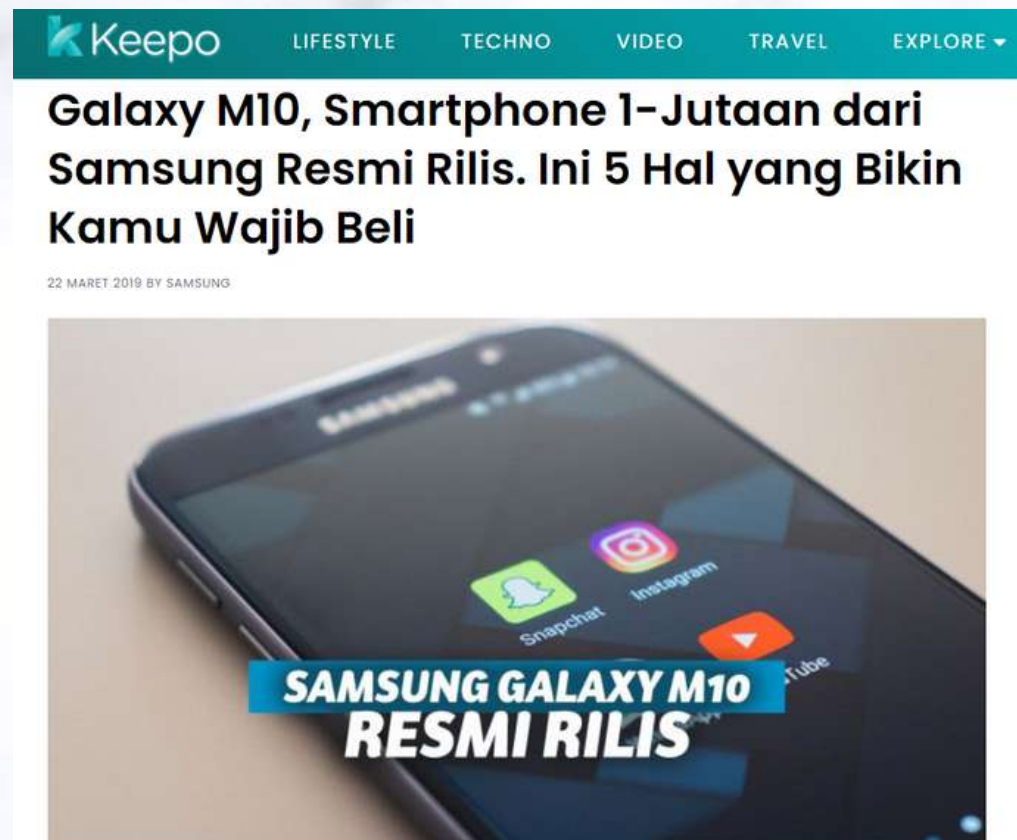 Keepo LIFESTYLE TECHNO VIDEO TRAVEL EXPLORE
Galaxy M10, Smartphone 1-Jutaan dari
Samsung Resmi Rilis. Ini 5 Hal yang Bikin
Kamu Wajib Beli
22 MARET 2019 BY SAMSUNG
SAMSUNG
Instagram
Snapchat
Tube
SAMSUNG GALAXY M10
RESMI RILIS